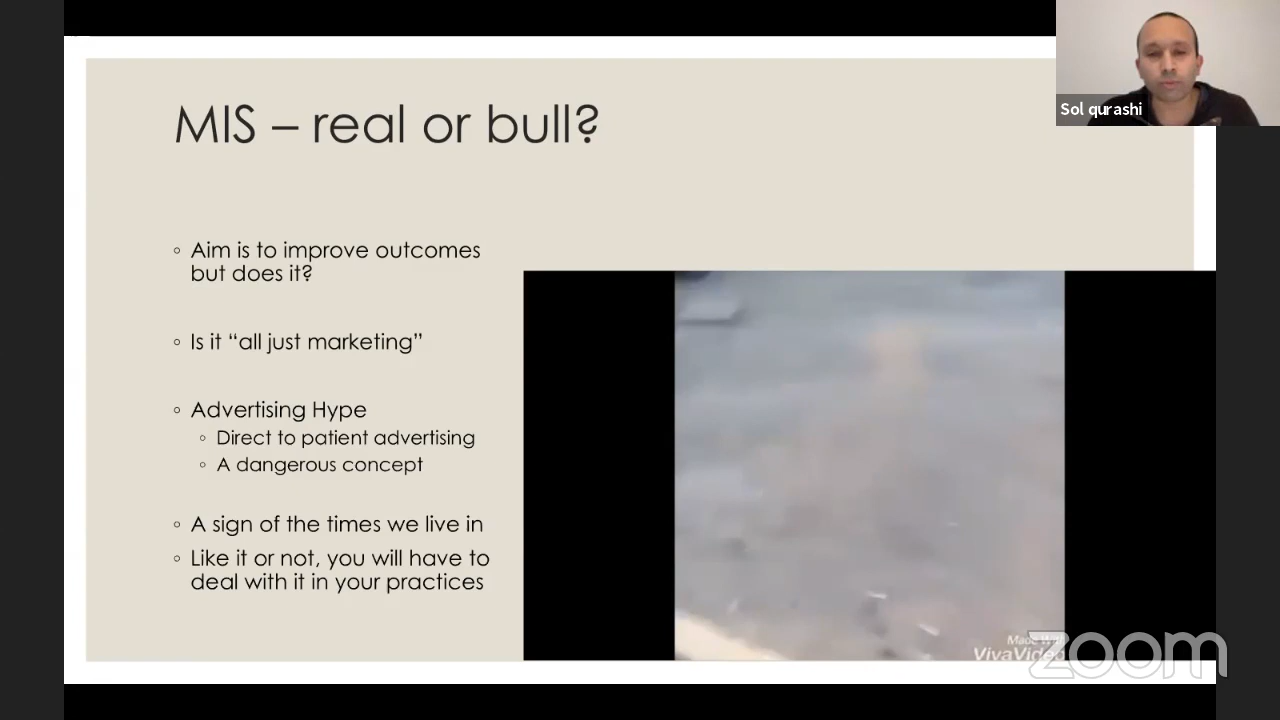 Sol qurashi
MIS – real or bull?
◦ Aim is to improve outcomes
but does it?
◦ Is it “all just marketing”
◦ Advertising Hype
◦ Direct to patient advertising
◦ A dangerous concept
◦ A sign of the times we live in
◦ Like it or not, you will have to
deal with it in your practices
Made With
VivaVideo
zoom